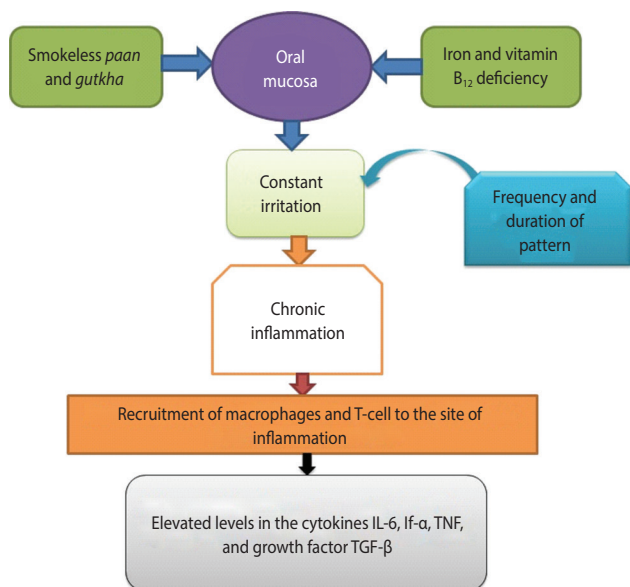 Smokeless paan
and gutkha
Oral
mucosa
Iron and vitamin
B₁₂ deficiency
Constant
irritation
Frequency and
duration of
pattern
Chronic
inflammation
Recruitment of macrophages and T-cell to the site of
inflammation
Elevated levels in the cytokines IL-6, If-α, TNF,
and growth factor TGF-β